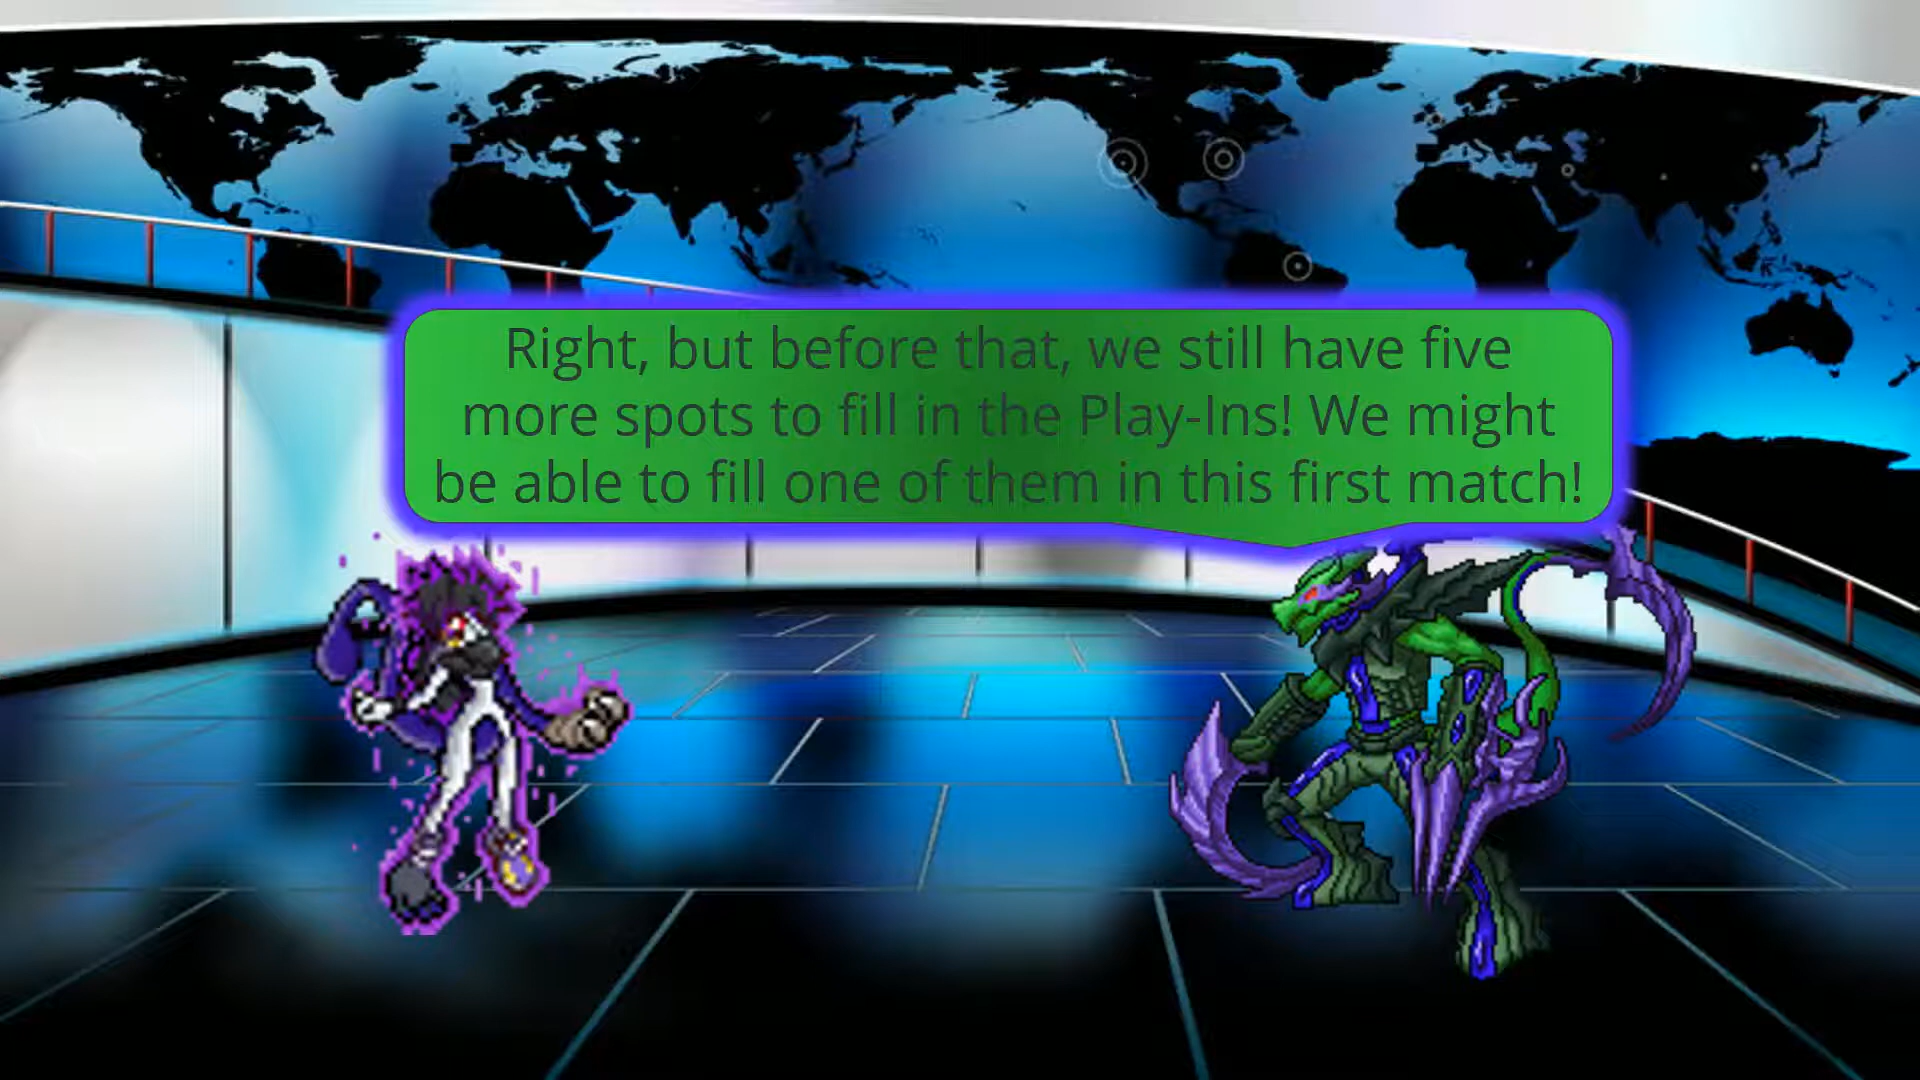 Right, but before that, we still have five
more spots to fill in the Play-Ins! We might
be able to fill one of them in this first match!